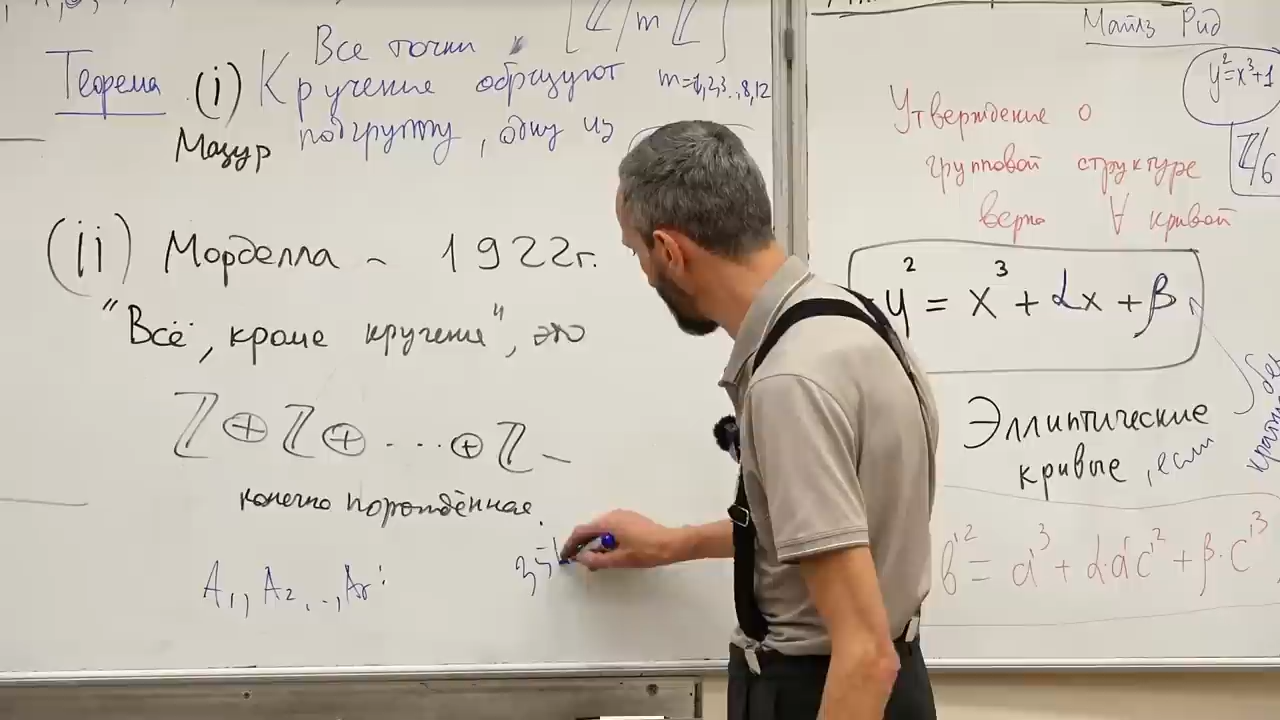 Все точки [ℤ/mℤ]
Теорема (i) Кручения образуют m=1,2,3..,8,12
Мазур подгруппу, одну из
(ii) Морделла ~ 1922г.
"Всё, кроме кручения", это
ℤ⊕ℤ⊕ ... ⊕ℤ –
конечно порождённая.
A₁, A₂, .., Aᵣ:
Майлз Рид
y²=x³+1
Утверждение о
групповой структуре
верно ∀ кривой
ℤ/6
y² = x³ + αx + β
Эллиптические
кривые, если
b'² = a'³ + α·a'c'² + β·c'³